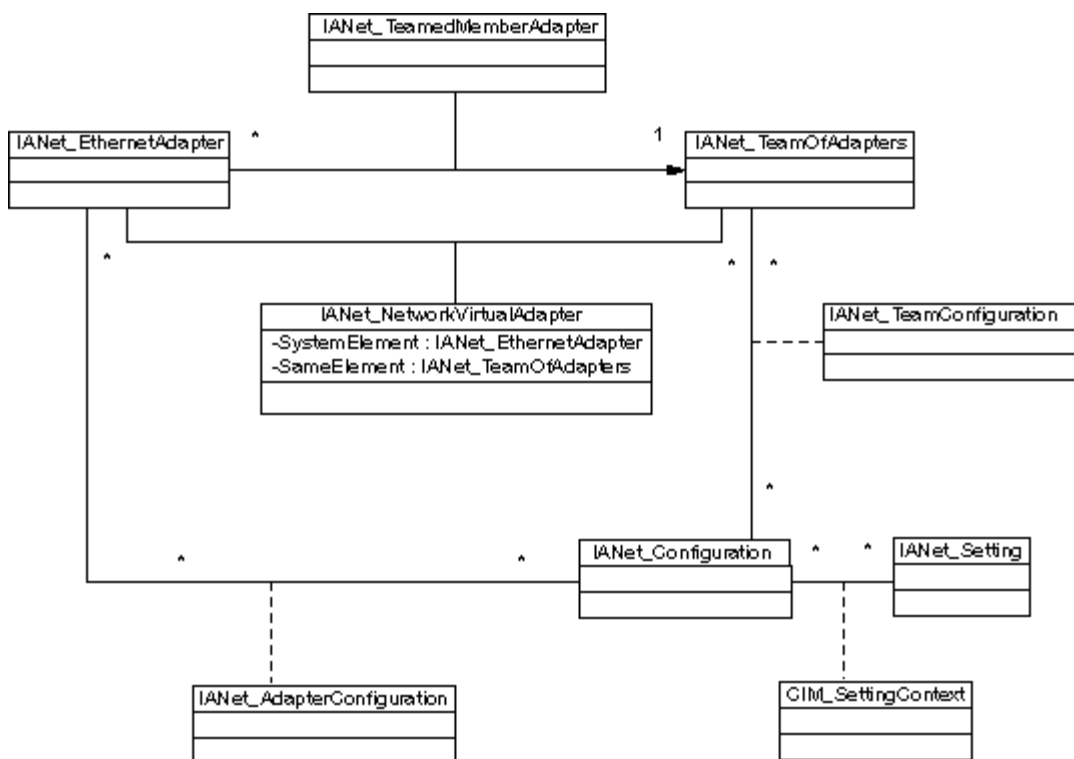 IANet_TeamedMemberAdapter
IANet_EthernetAdapter
*
1
IANet_TeamOfAdapters
*
*
*
IANet_NetworkVirtualAdapter
-SystemElement : IANet_EthernetAdapter
-SameElement : IANet_TeamOfAdapters
IANet_TeamConfiguration
*
*
*
IANet_Configuration
*
*
IANet_Setting
IANet_AdapterConfiguration
CIM_SettingContext